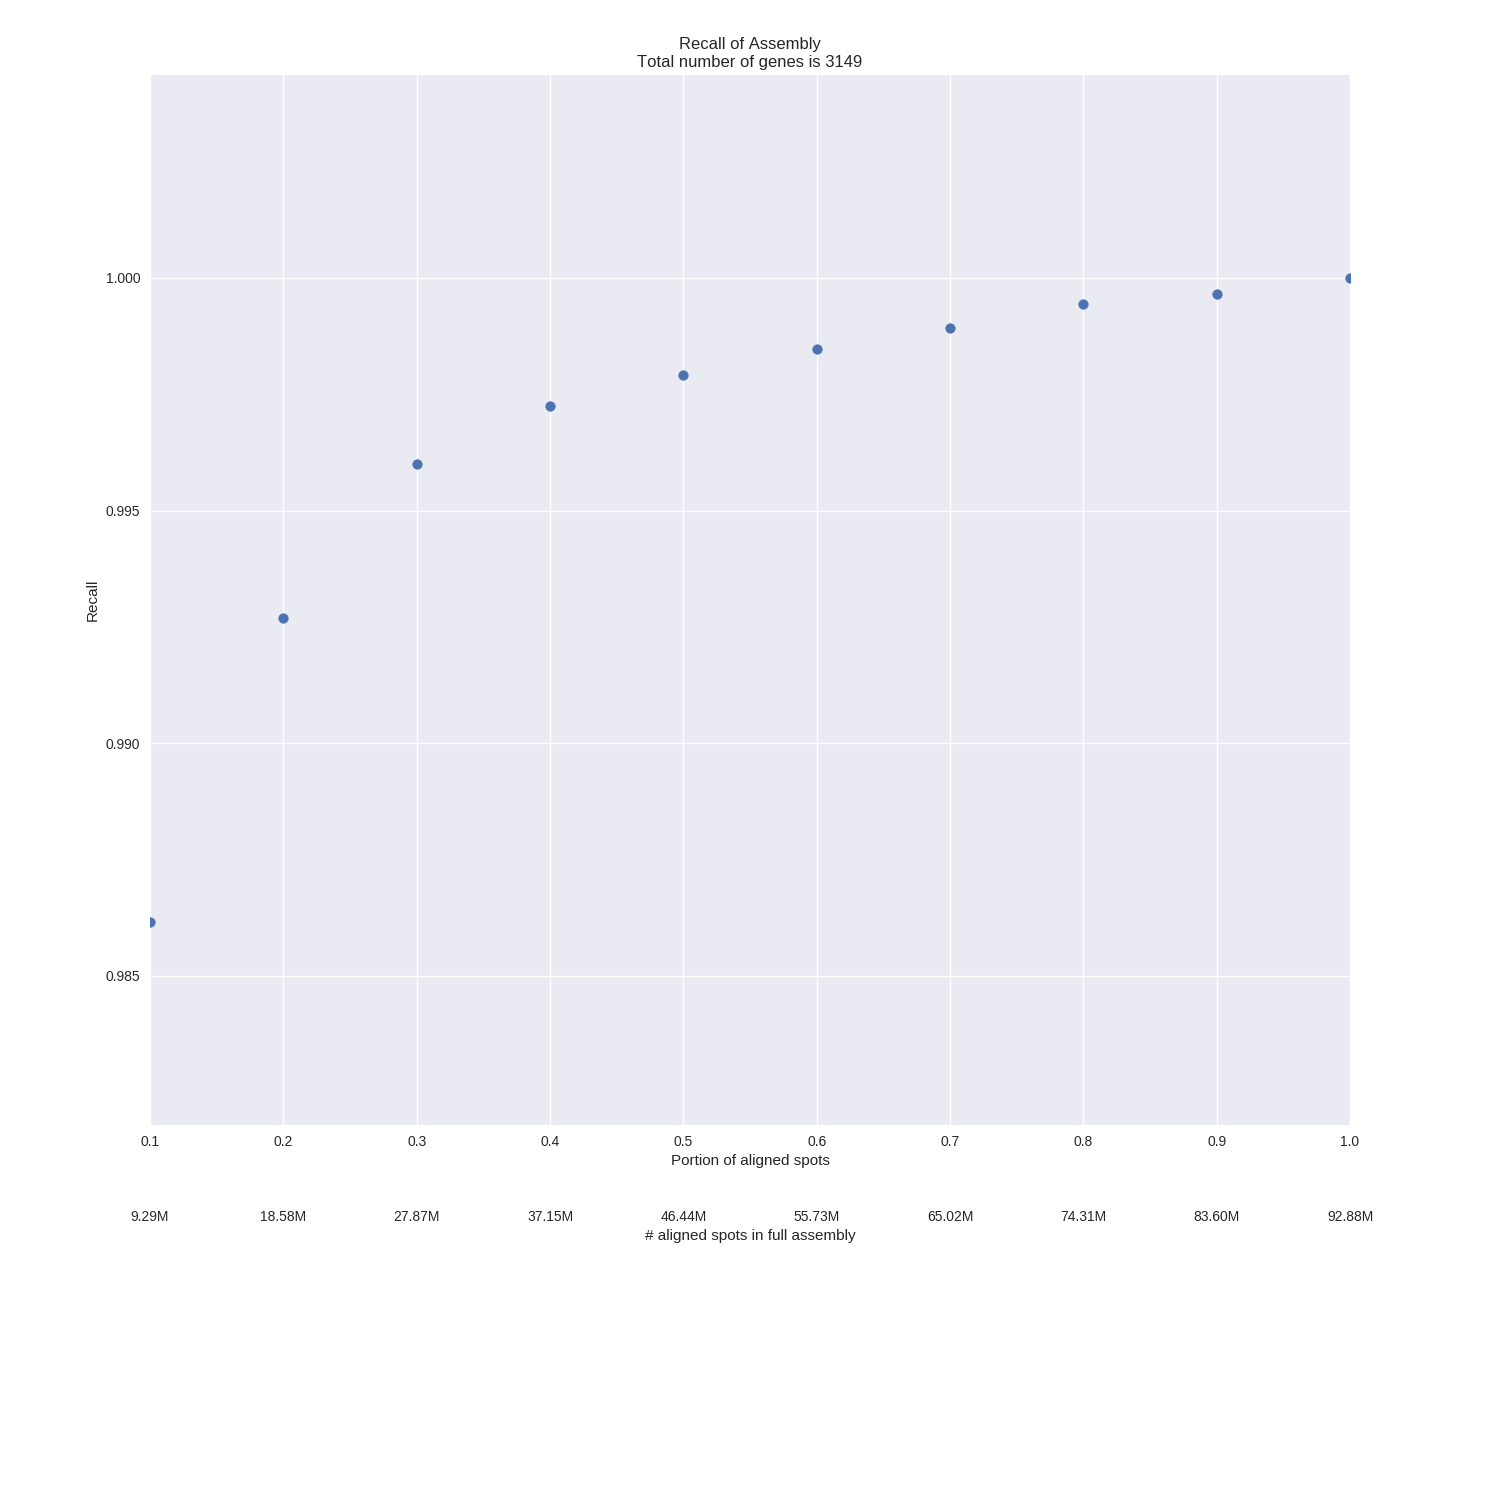 Recall of Assembly
Total number of genes is 3149
1.000
0.995
0.990
0.985
Recall
0.1 0.2 0.3 0.4 0.5 0.6 0.7 0.8 0.9 1.0
Portion of aligned spots
9.29M 18.58M 27.87M 37.15M 46.44M 55.73M 65.02M 74.31M 83.60M 92.88M
# aligned spots in full assembly